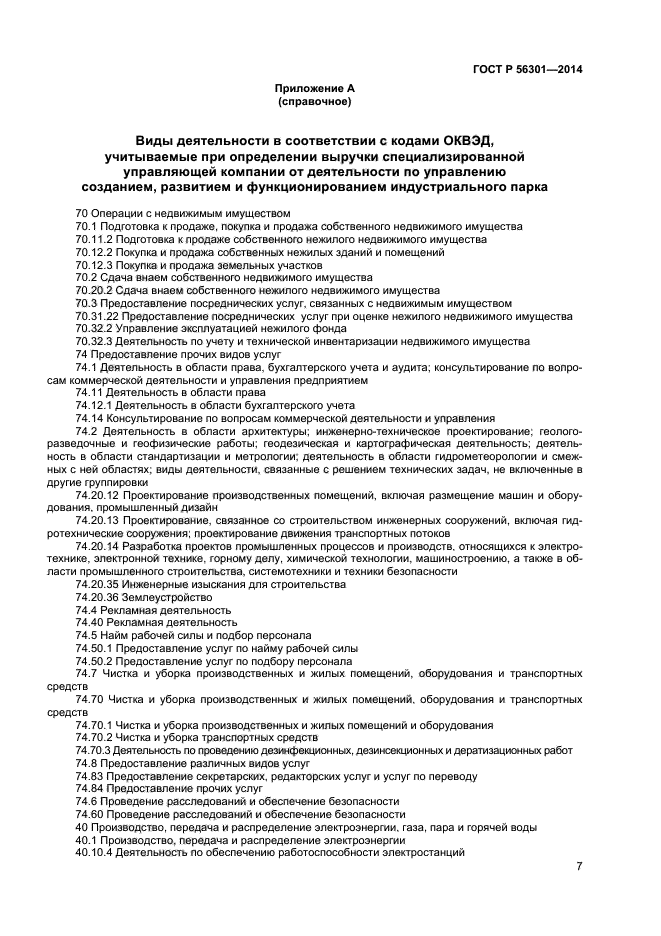 ГОСТ Р 56301—2014
Приложение А
(справочное)
Виды деятельности в соответствии с кодами ОКВЭД,
учитываемые при определении выручки специализированной
управляющей компании от деятельности по управлению
созданием, развитием и функционированием индустриального парка
70 Операции с недвижимым имуществом
70.1 Подготовка к продаже, покупка и продажа собственного недвижимого имущества
70.11.2 Подготовка к продаже собственного нежилого недвижимого имущества
70.12.2 Покупка и продажа собственных нежилых зданий и помещений
70.12.3 Покупка и продажа земельных участков
70.2 Сдача внаем собственного недвижимого имущества
70.20.2 Сдача внаем собственного нежилого недвижимого имущества
70.3 Предоставление посреднических услуг, связанных с недвижимым имуществом
70.31.22 Предоставление посреднических услуг при оценке нежилого недвижимого имущества
70.32.2 Управление эксплуатацией нежилого фонда
70.32.3 Деятельность по учету и технической инвентаризации недвижимого имущества
74 Предоставление прочих видов услуг
74.1 Деятельность в области права, бухгалтерского учета и аудита; консультирование по вопро-
сам коммерческой деятельности и управления предприятием
74.11 Деятельность в области права
74.12.1 Деятельность в области бухгалтерского учета
74.14 Консультирование по вопросам коммерческой деятельности и управления
74.2 Деятельность в области архитектуры; инженерно-техническое проектирование; геолого-
разведочные и геофизические работы; геодезическая и картографическая деятельность; деятель-
ность в области стандартизации и метрологии; деятельность в области гидрометеорологии и смеж-
ных с ней областях; виды деятельности, связанные с решением технических задач, не включенные в
другие группировки
74.20.12 Проектирование производственных помещений, включая размещение машин и обору-
дования, промышленный дизайн
74.20.13 Проектирование, связанное со строительством инженерных сооружений, включая гид-
ротехнические сооружения; проектирование движения транспортных потоков
74.20.14 Разработка проектов промышленных процессов и производств, относящихся к электро-
технике, электронной технике, горному делу, химической технологии, машиностроению, а также в об-
ласти промышленного строительства, системотехники и техники безопасности
74.20.35 Инженерные изыскания для строительства
74.20.36 Землеустройство
74.4 Рекламная деятельность
74.40 Рекламная деятельность
74.5 Найм рабочей силы и подбор персонала
74.50.1 Предоставление услуг по найму рабочей силы
74.50.2 Предоставление услуг по подбору персонала
74.7 Чистка и уборка производственных и жилых помещений, оборудования и транспортных
средств
74.70 Чистка и уборка производственных и жилых помещений, оборудования и транспортных
средств
74.70.1 Чистка и уборка производственных и жилых помещений и оборудования
74.70.2 Чистка и уборка транспортных средств
74.70.3 Деятельность по проведению дезинфекционных, дезинсекционных и дератизационных работ
74.8 Предоставление различных видов услуг
74.83 Предоставление секретарских, редакторских услуг и услуг по переводу
74.84 Предоставление прочих услуг
74.6 Проведение расследований и обеспечение безопасности
74.60 Проведение расследований и обеспечение безопасности
40 Производство, передача и распределение электроэнергии, газа, пара и горячей воды
40.1 Производство, передача и распределение электроэнергии
40.10.4 Деятельность по обеспечению работоспособности электростанций
7